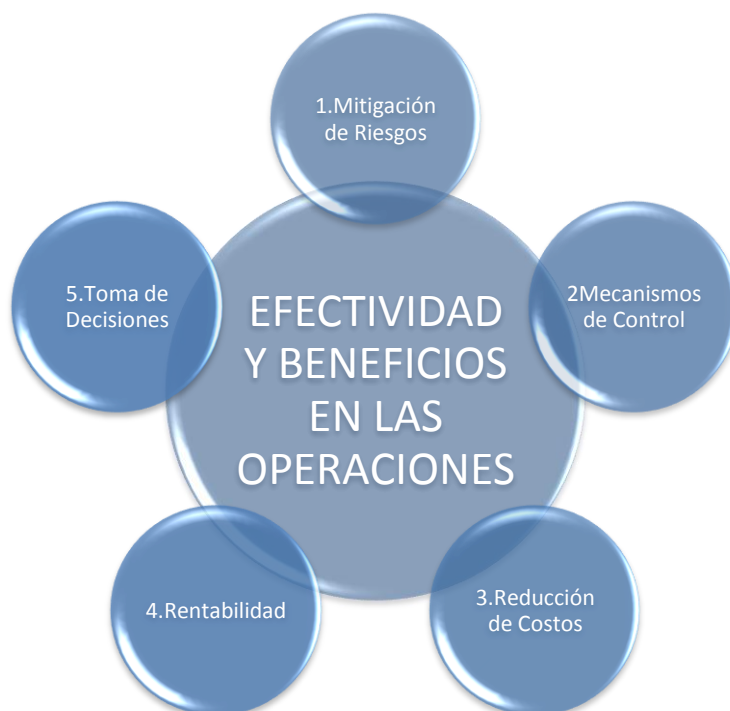 1.Mitigación
de Riesgos
2Mecanismos
de Control
3.Reducción
de Costos
4.Rentabilidad
5.Toma de
Decisiones
EFECTIVIDAD
Y BENEFICIOS
EN LAS
OPERACIONES